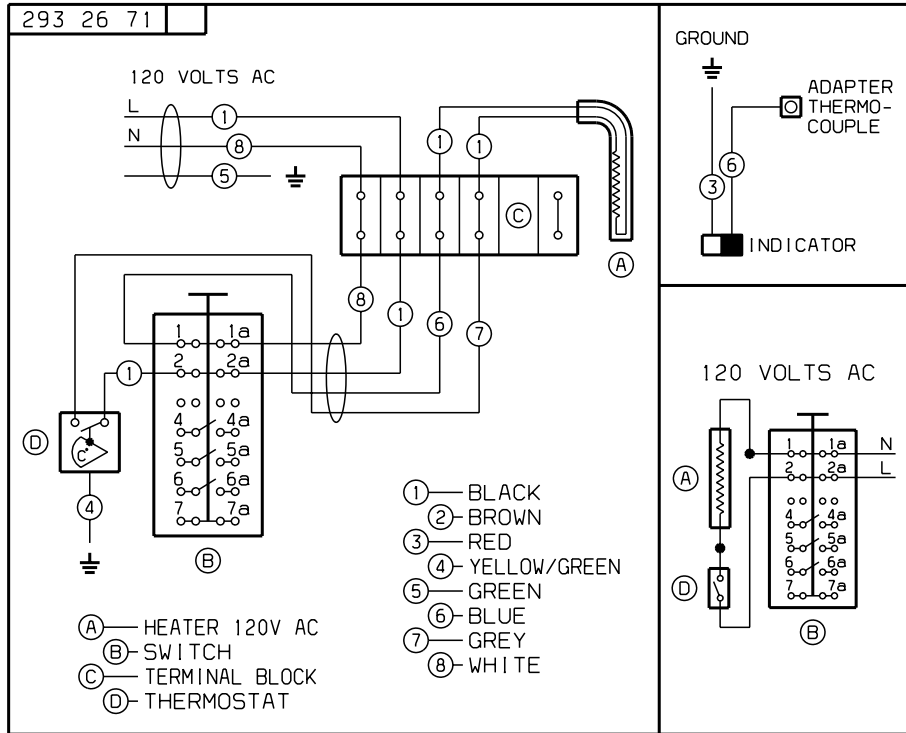 293 26 71
120 VOLTS AC
L
1
N
8
5
1
1
C
A
8
1
6
7
1 1a
2 2a
1
4 4a
5 5a
6 6a
7 7a
D
C°
4
B
A HEATER 120V AC
B SWITCH
C TERMINAL BLOCK
D THERMOSTAT
1 BLACK
2 BROWN
3 RED
4 YELLOW/GREEN
5 GREEN
6 BLUE
7 GREY
8 WHITE
GROUND
ADAPTER
THERMO-
COUPLE
6
3
INDICATOR
120 VOLTS AC
1 1a N
2 2a L
A
4 4a
5 5a
6 6a
7 7a
D
B